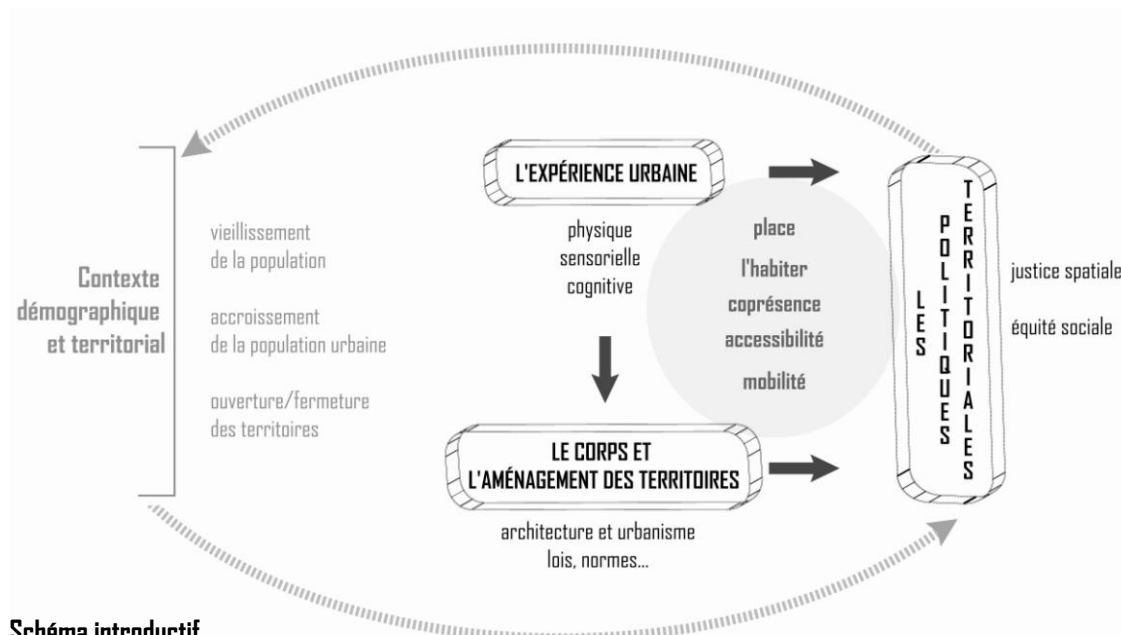 Contexte
démographique
et territorial
vieillissement
de la population
accroissement
de la population urbaine
ouverture/fermeture
des territoires
L'EXPÉRIENCE URBAINE
physique
sensorielle
cognitive
LE CORPS ET
L'AMÉNAGEMENT DES TERRITOIRES
architecture et urbanisme
lois, normes...
place
l'habiter
coprésence
accessibilité
mobilité
LES
POLITIQUES
TERRITORIALES
justice spatiale
équité sociale
Schéma introductif